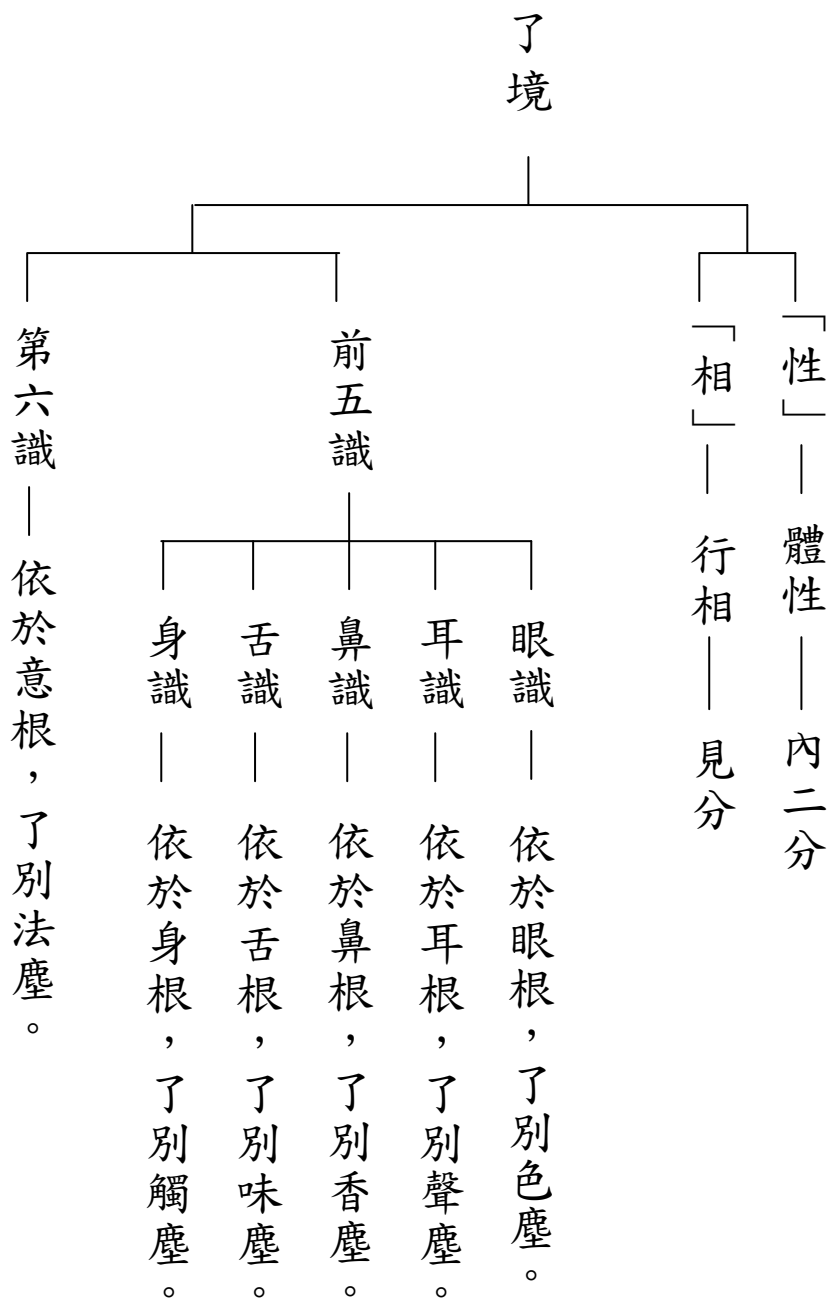 了境
「性」—體性—內二分
「相」—行相—見分
前五識
眼識—依於眼根，了別色塵。
耳識—依於耳根，了別聲塵。
鼻識—依於鼻根，了別香塵。
舌識—依於舌根，了別味塵。
身識—依於身根，了別觸塵。
第六識—依於意根，了別法塵。